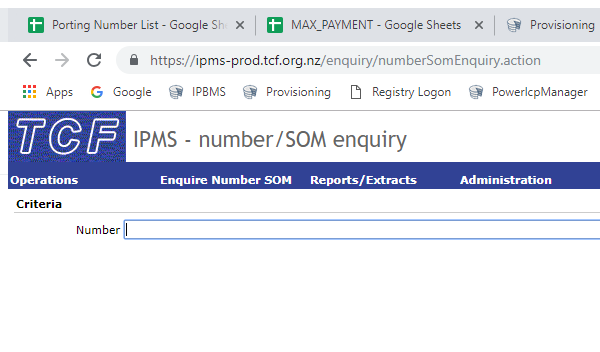 Porting Number List - Google She
MAX_PAYMENT - Google Sheets
Provisioning
https://ipms-prod.tcf.org.nz/enquiry/numberSomEnquiry.action
Apps Google IPBMS Provisioning Registry Logon PowerIcpManager
TCF IPMS - number/SOM enquiry
Operations Enquire Number SOM Reports/Extracts Administration
Criteria
Number